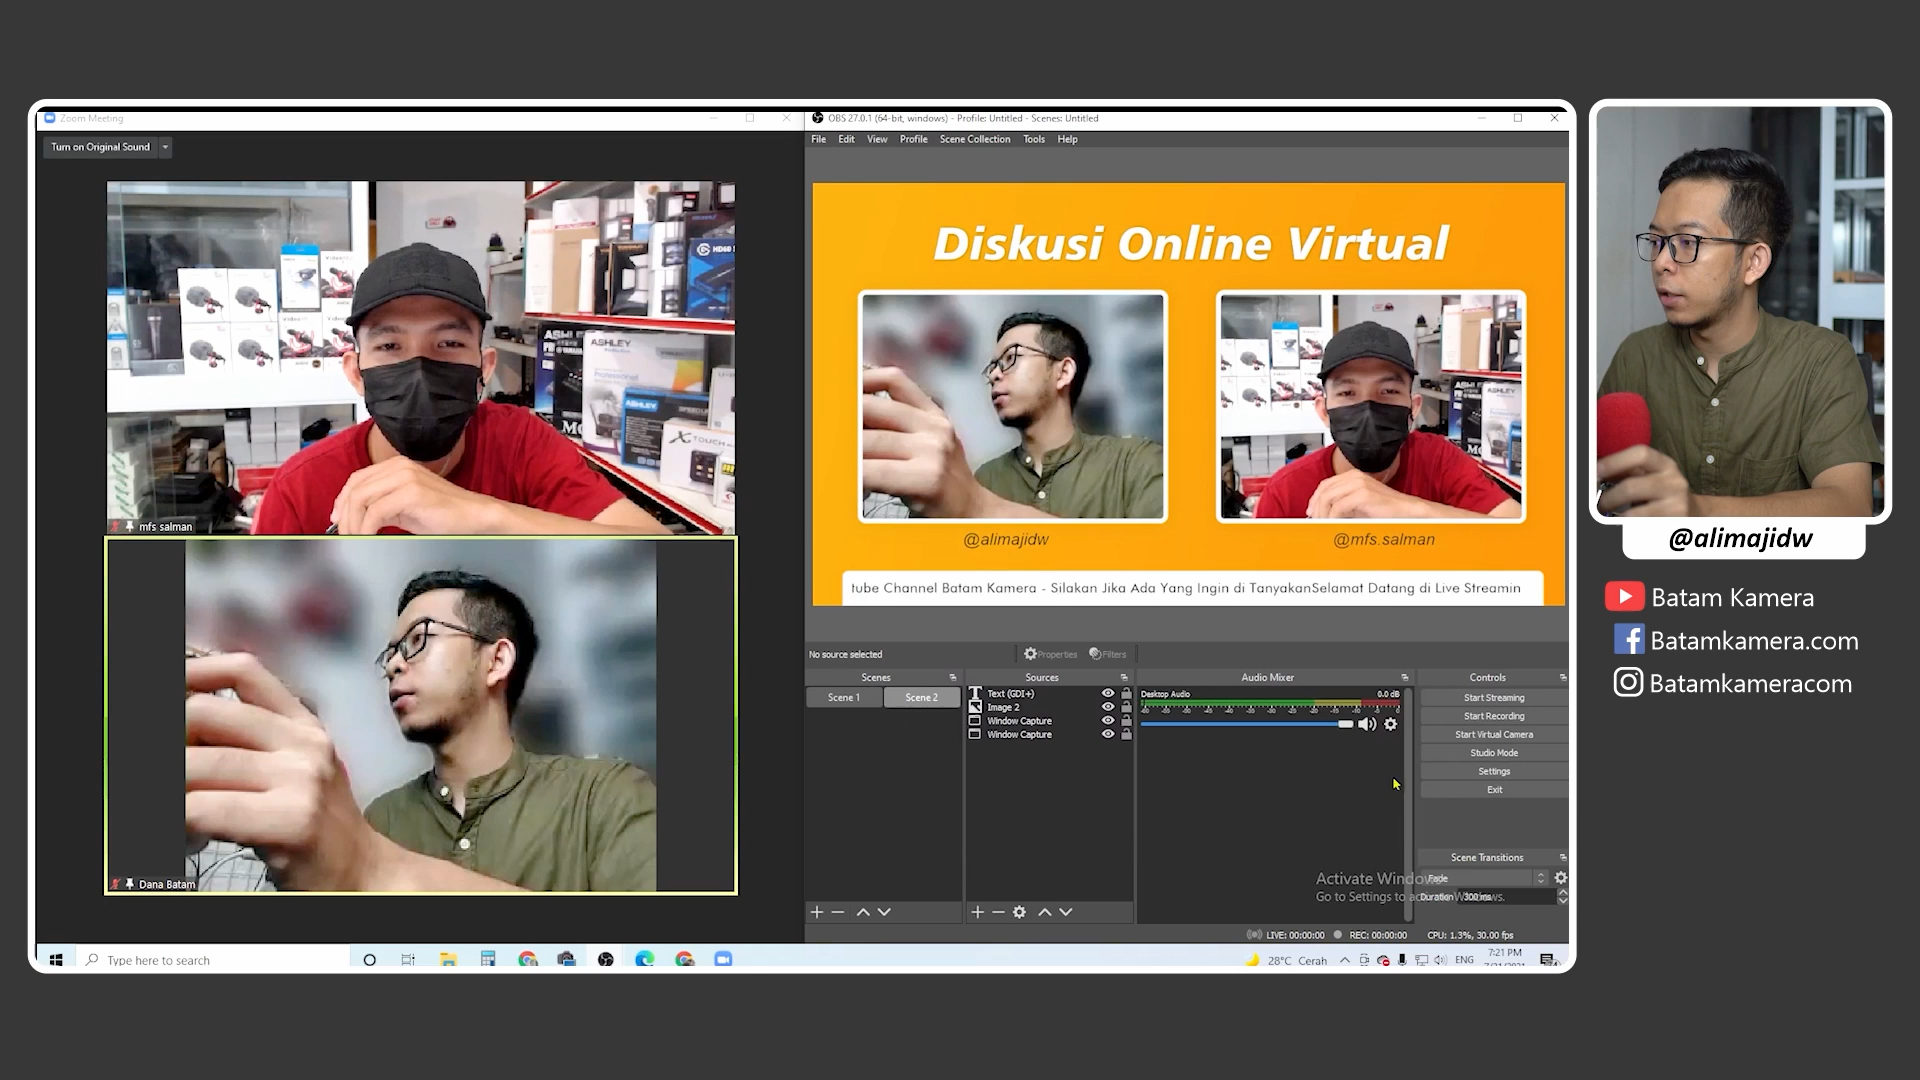 Zoom Meeting
Turn on Original Sound
HD60
ASHLEY
ASHLEY
Professional
ASHLEY
X TOUCH
mfs salman
Dana Batam
OBS 27.0.1 (64-bit, windows) - Profile: Untitled - Scenes: Untitled
File Edit View Profile Scene Collection Tools Help
Diskusi Online Virtual
@alimajidw
@mfs.salman
tube Channel Batam Kamera - Silakan Jika Ada Yang Ingin di TanyakanSelamat Datang di Live Streamin
No source selected
Properties
Filters
Scenes
Scene 1
Scene 2
Sources
Text (GDI+)
Image 2
Window Capture
Window Capture
Audio Mixer
Desktop Audio
0.0 dB
Controls
Start Streaming
Start Recording
Start Virtual Camera
Studio Mode
Settings
Exit
Scene Transitions
Fade
Duration 300 ms
Activate Windows
LIVE: 00:00:00
REC: 00:00:00
CPU: 1.3%, 30.00 fps
Type here to search
28°C Cerah
ENG
7:21 PM
@alimajidw
Batam Kamera
Batamkamera.com
Batamkameracom